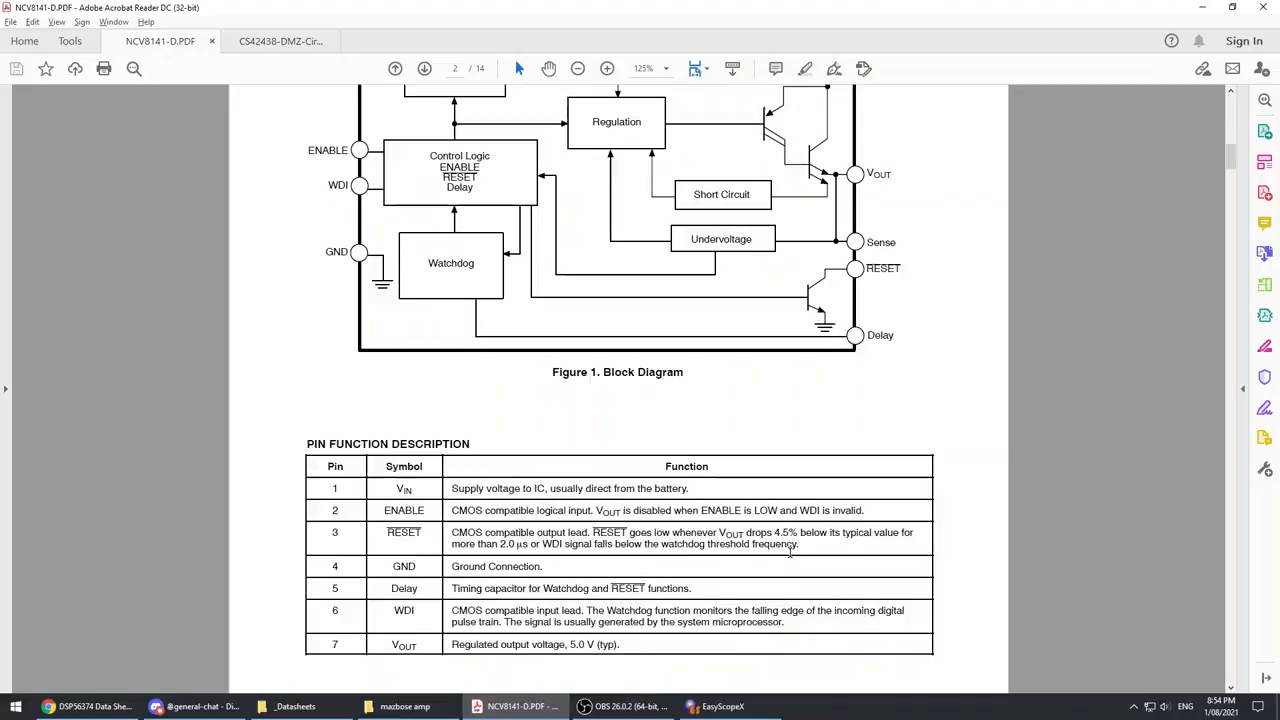 NCV8141-D.PDF - Adobe Acrobat Reader DC (32-bit)
File Edit View Sign Window Help
Home Tools NCV8141-D.PDF × CS42438-DMZ-Cir... Sign In
2 / 14 125%
Regulation
ENABLE
Control Logic
ENABLE
RESET
Delay
WDI
VOUT
Short Circuit
Undervoltage
Sense
GND
Watchdog
RESET
Delay
Figure 1. Block Diagram
PIN FUNCTION DESCRIPTION
Pin Symbol Function
1 VIN Supply voltage to IC, usually direct from the battery.
2 ENABLE CMOS compatible logical input. VOUT is disabled when ENABLE is LOW and WDI is invalid.
3 RESET CMOS compatible output lead. RESET goes low whenever VOUT drops 4.5% below its typical value for
more than 2.0 μs or WDI signal falls below the watchdog threshold frequency.
4 GND Ground Connection.
5 Delay Timing capacitor for Watchdog and RESET functions.
6 WDI CMOS compatible input lead. The Watchdog function monitors the falling edge of the incoming digital
pulse train. The signal is usually generated by the system microprocessor.
7 VOUT Regulated output voltage, 5.0 V (typ).
DSP56374 Data She... @general-chat - Di... _Datasheets mazbose amp NCV8141-D.PDF - ... OBS 26.0.2 (64-bit, ... EasyScopeX ENG 8:54 PM
1/08/2021